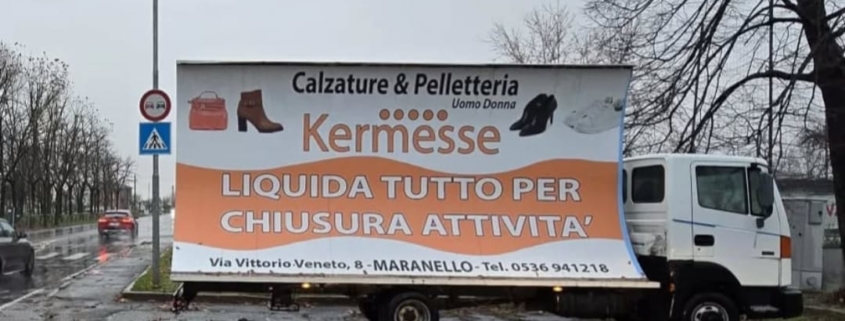 Calzature & Pelletteria
Uomo Donna
Kermesse
LIQUIDA TUTTO PER
CHIUSURA ATTIVITA’
Via Vittorio Veneto, 8 - MARANELLO - Tel. 0536 941218